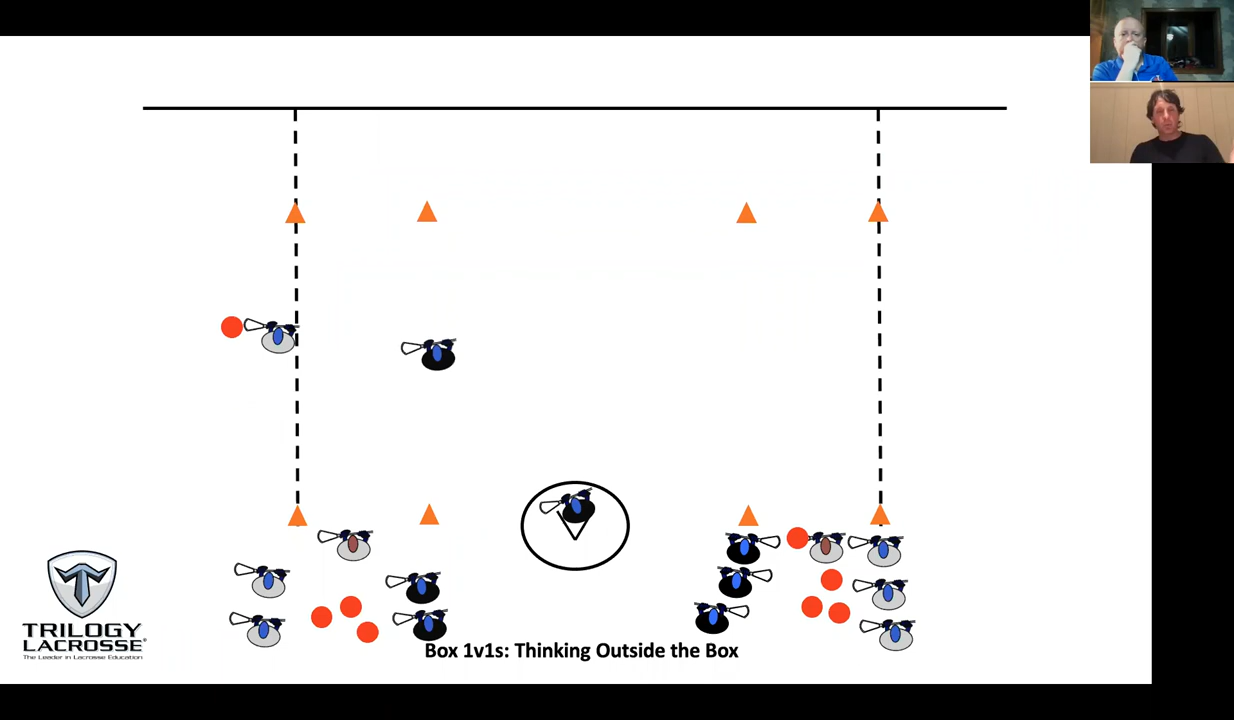 TRILOGY
LACROSSE®
The Leader in Lacrosse Education
Box 1v1s: Thinking Outside the Box